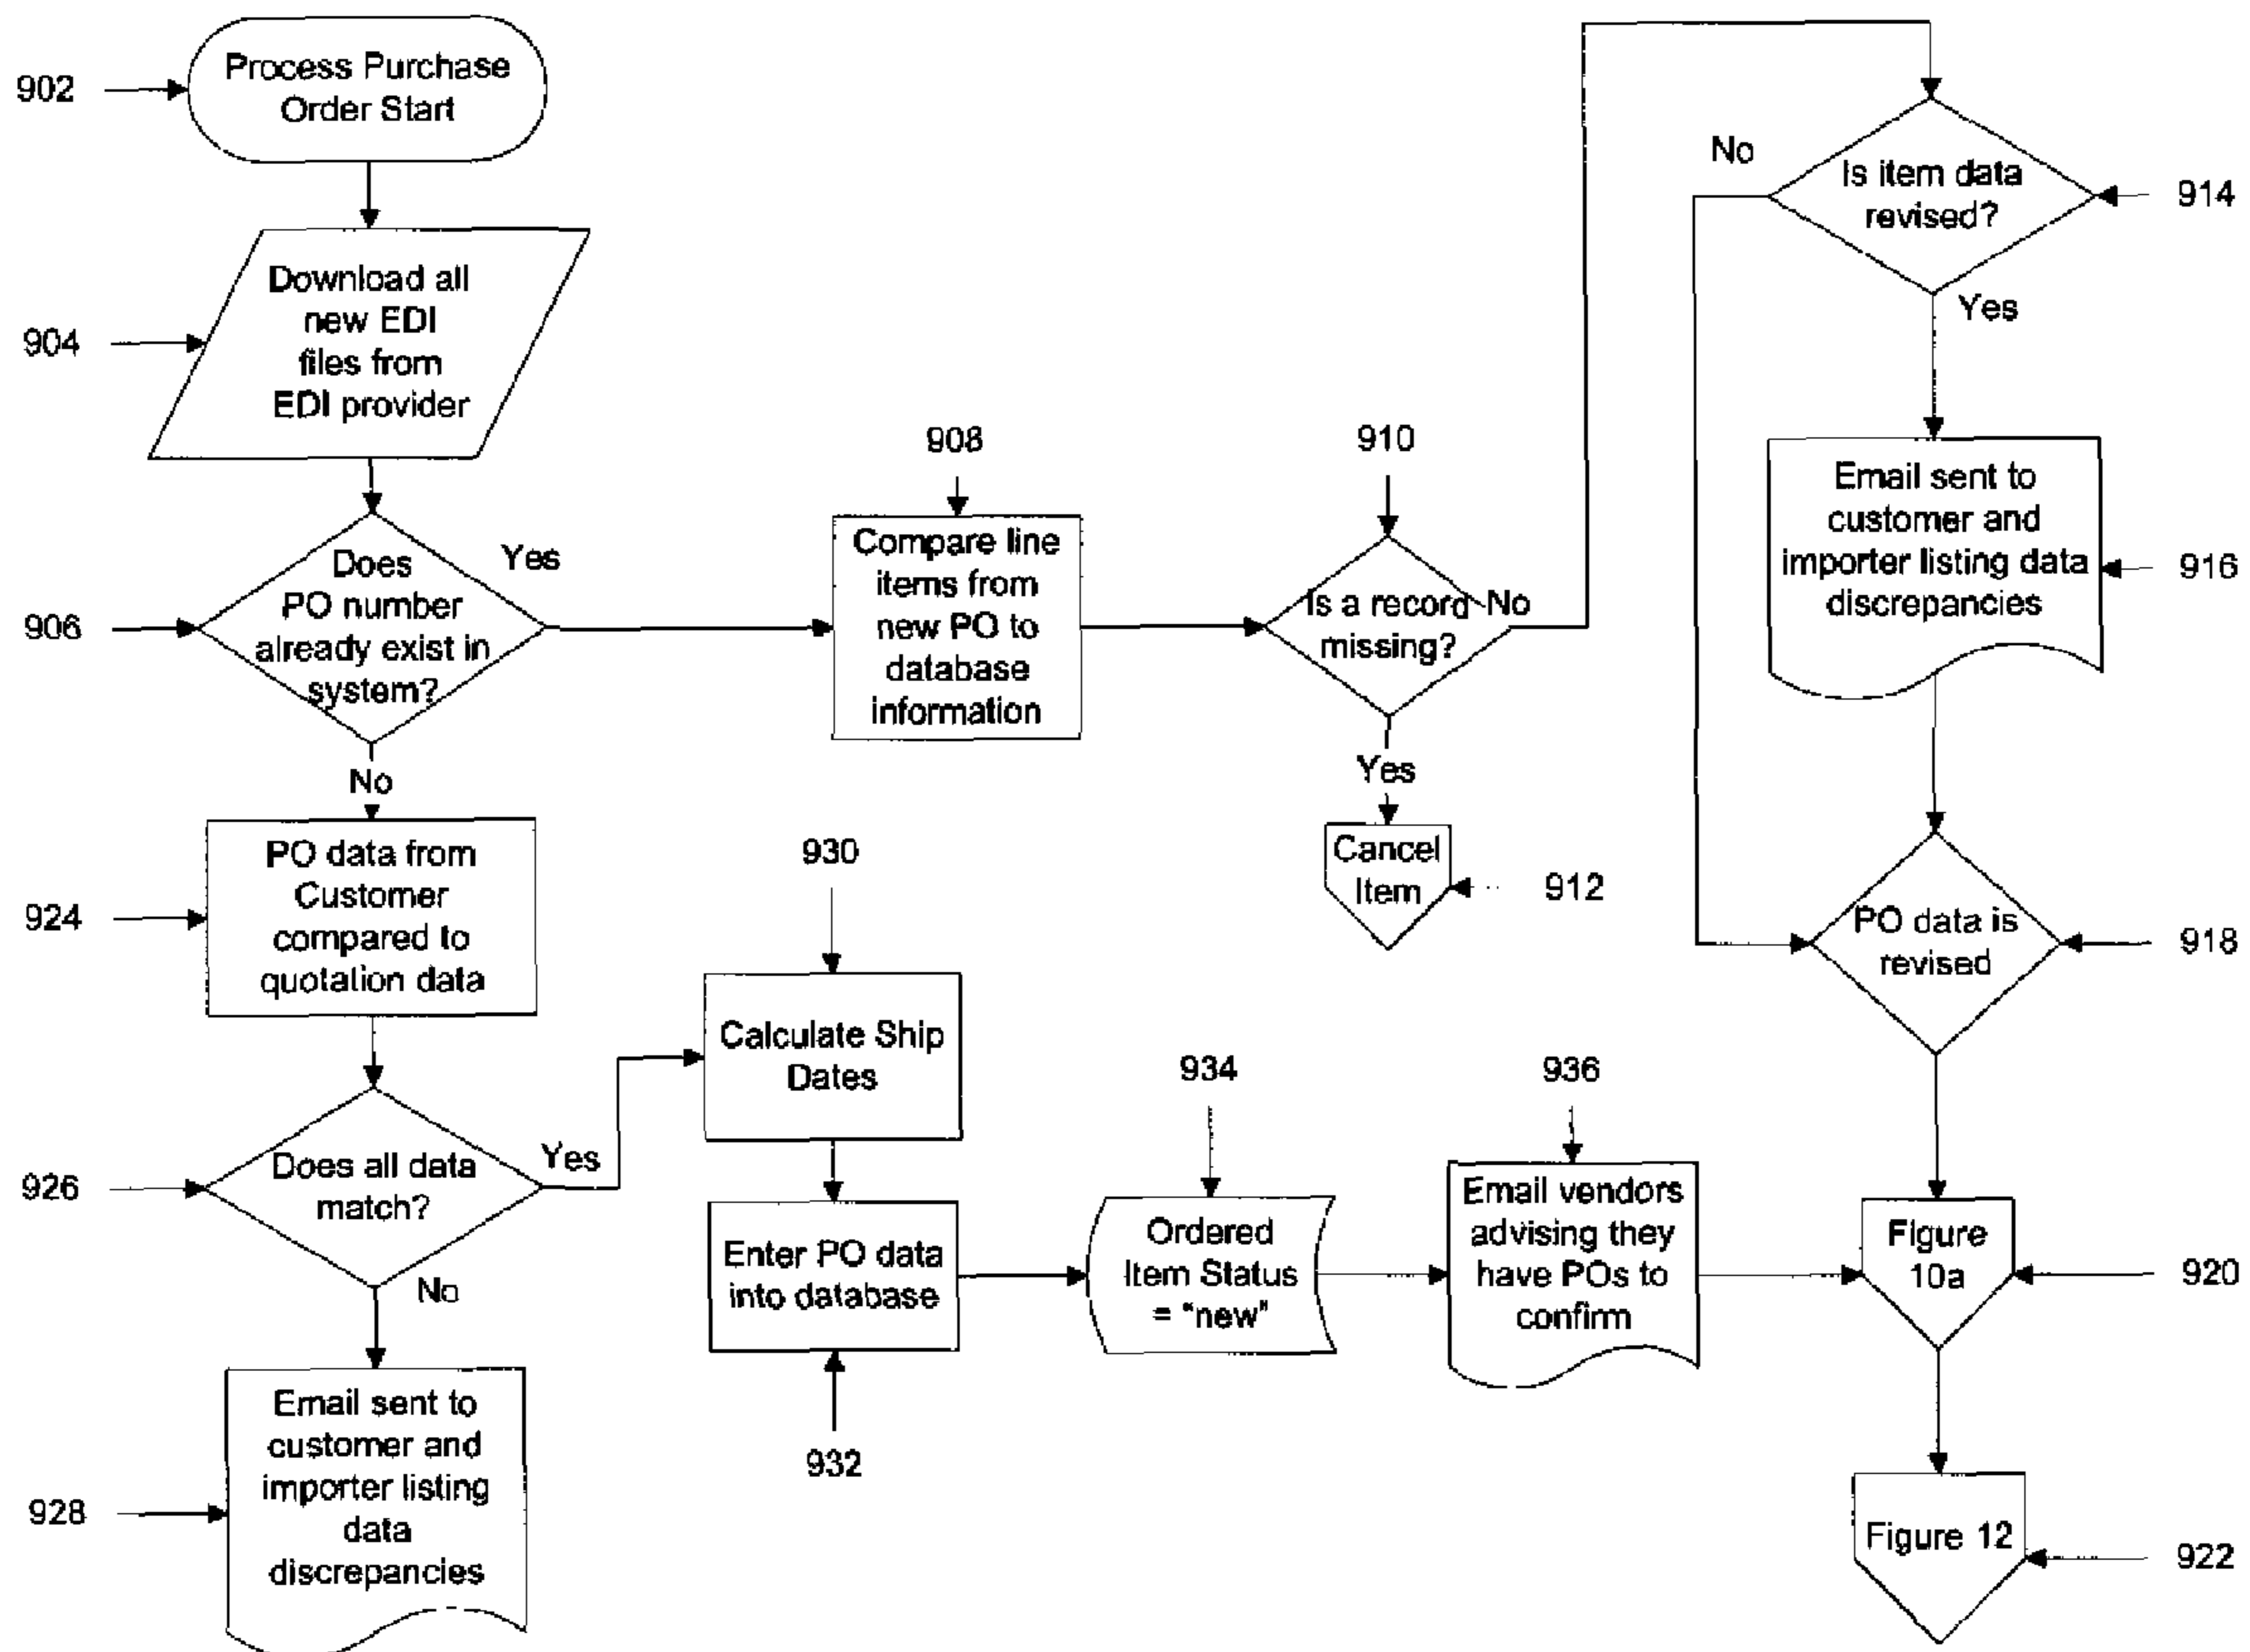 902
Process Purchase
Order Start
904
Download all
new EDI
files from
EDI provider
906
Does
PO number
already exist in
system?
Yes
No
908
Compare line
items from
new PO to
database
information
910
Is a record
missing?
No
Yes
Cancel
Item
912
Is item data
revised?
No
Yes
914
Email sent to
customer and
importer listing data
discrepancies
916
PO data is
revised
918
Figure
10a
920
Figure 12
922
924
PO data from
Customer
compared to
quotation data
926
Does all data
match?
Yes
No
928
Email sent to
customer and
importer listing
data
discrepancies
930
Calculate Ship
Dates
Enter PO data
into database
932
934
Ordered
Item Status
= "new"
936
Email vendors
advising they
have POs to
confirm